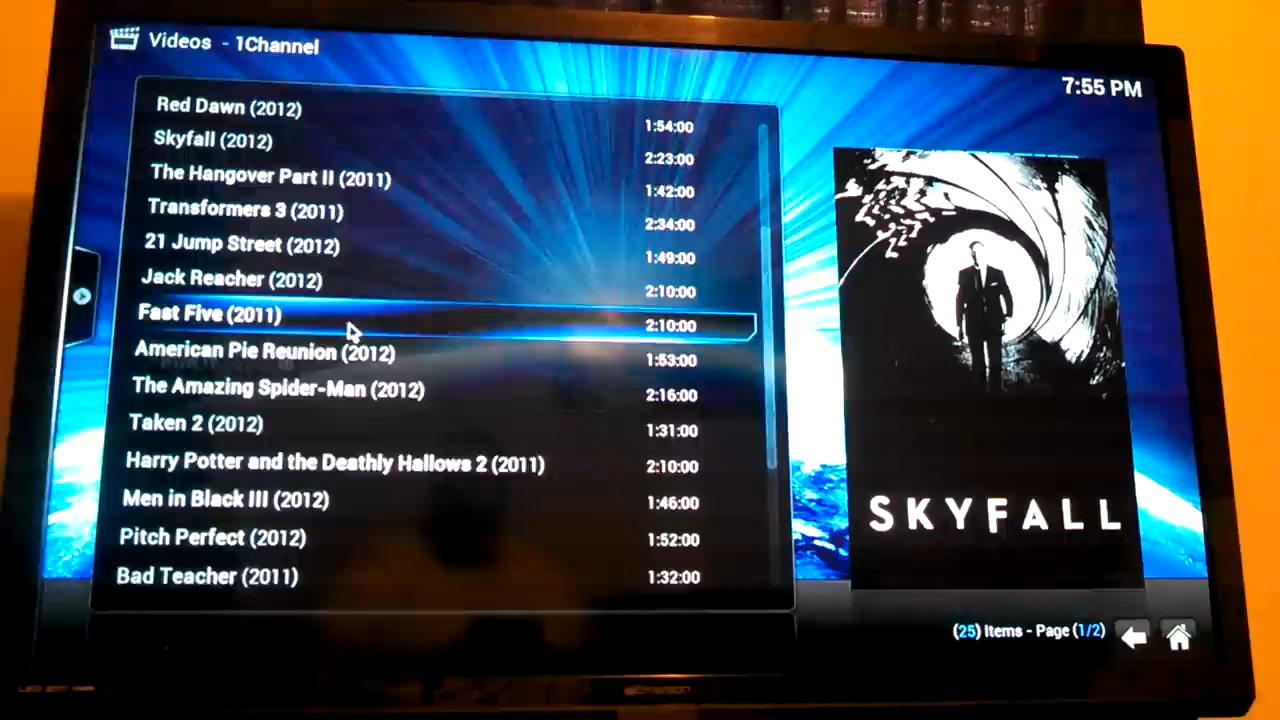 Videos - 1Channel
7:55 PM
Red Dawn (2012) 1:54:00
Skyfall (2012) 2:23:00
The Hangover Part II (2011) 1:42:00
Transformers 3 (2011) 2:34:00
21 Jump Street (2012) 1:49:00
Jack Reacher (2012) 2:10:00
Fast Five (2011) 2:10:00
American Pie Reunion (2012) 1:53:00
The Amazing Spider-Man (2012) 2:16:00
Taken 2 (2012) 1:31:00
Harry Potter and the Deathly Hallows 2 (2011) 2:10:00
Men in Black III (2012) 1:46:00
Pitch Perfect (2012) 1:52:00
Bad Teacher (2011) 1:32:00
SKYFALL
(25) Items - Page (1/2)